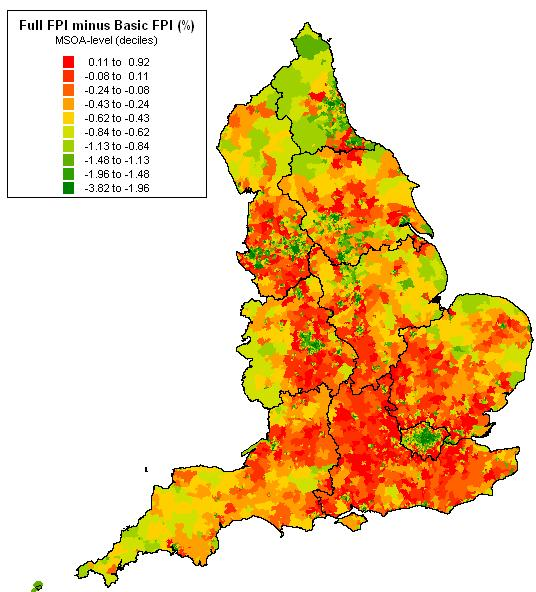 Full FPI minus Basic FPI (%)
MSOA-level (deciles)
0.11 to 0.92
-0.08 to 0.11
-0.24 to -0.08
-0.43 to -0.24
-0.62 to -0.43
-0.84 to -0.62
-1.13 to -0.84
-1.48 to -1.13
-1.96 to -1.48
-3.82 to -1.96